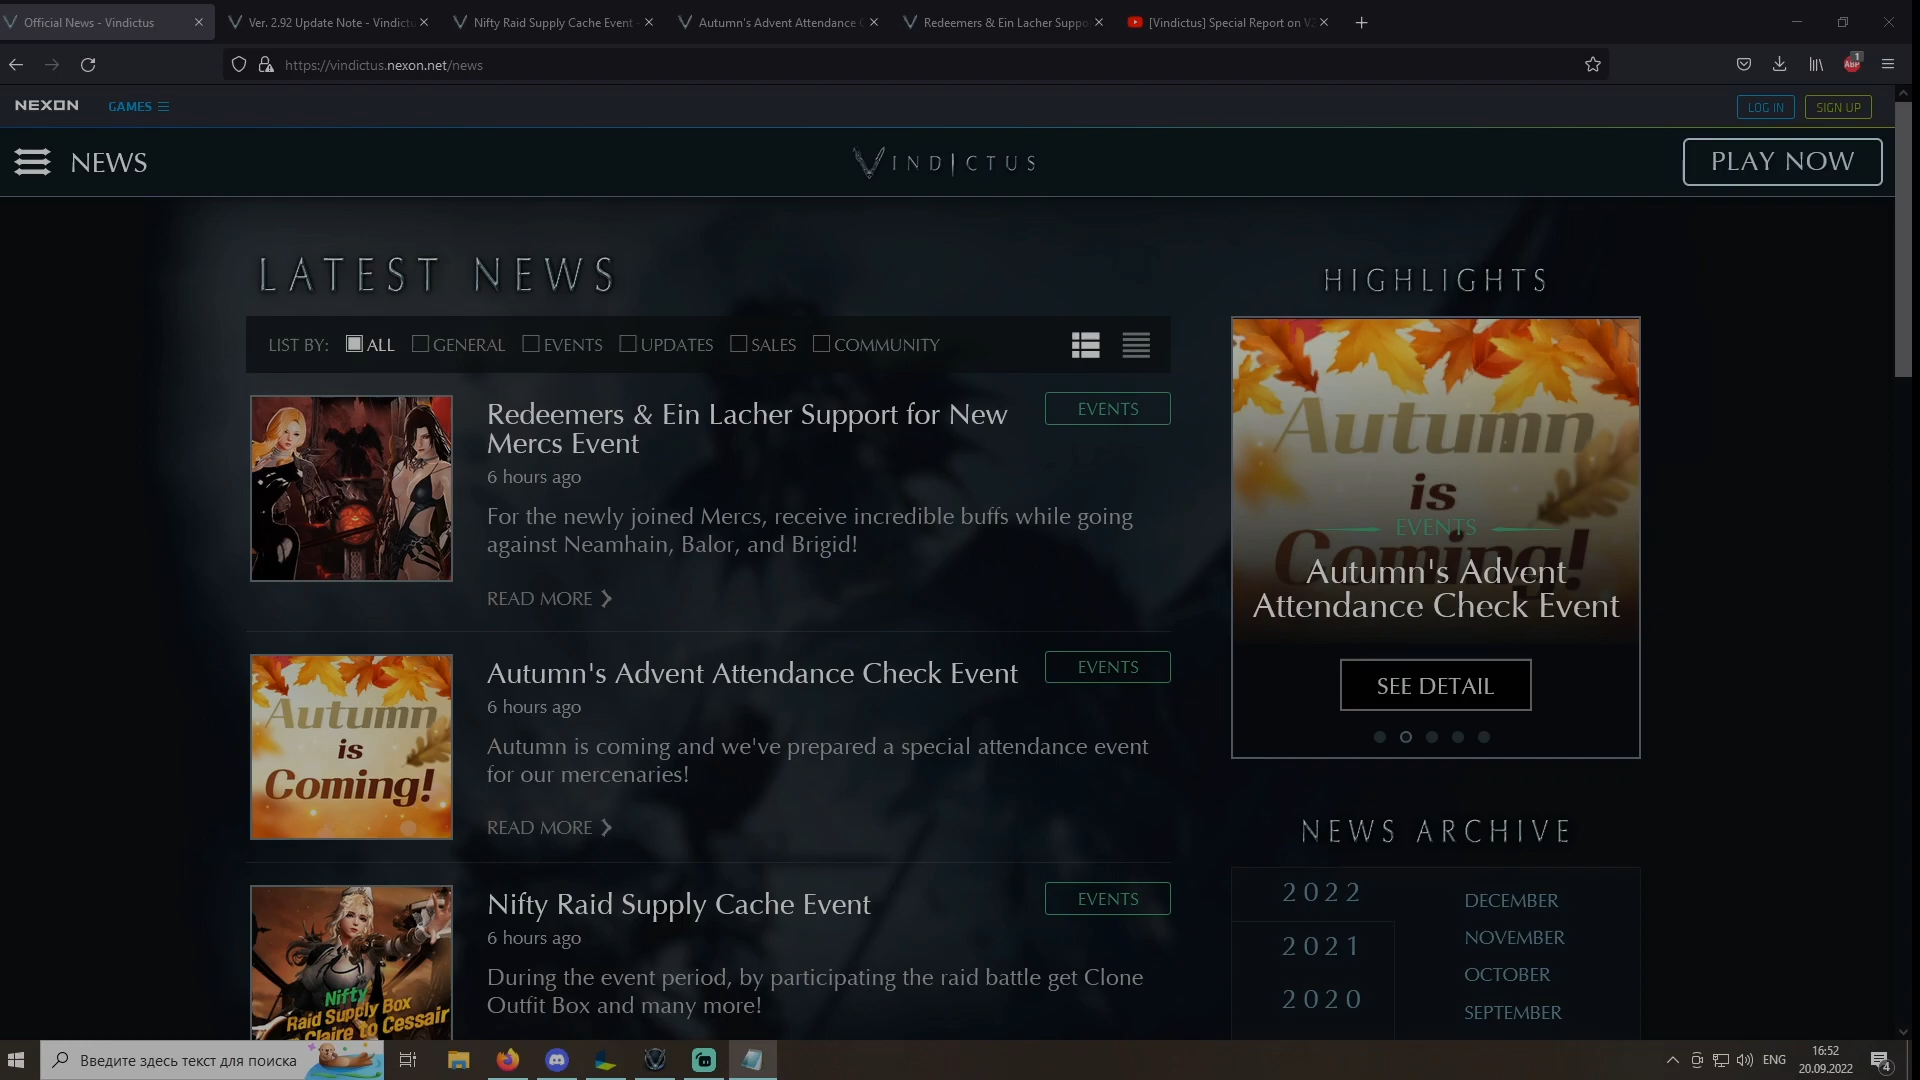 Official News - Vindictus
Ver. 2.92 Update Note - Vindictu
Nifty Raid Supply Cache Event -
Autumn's Advent Attendance C
Redeemers & Ein Lacher Suppo
[Vindictus] Special Report on V2
https://vindictus.nexon.net/news
ABP
1
NEXON
GAMES
LOG IN
SIGN UP
NEWS
VINDICTUS
PLAY NOW
LATEST NEWS
LIST BY:
ALL
GENERAL
EVENTS
UPDATES
SALES
COMMUNITY
Redeemers & Ein Lacher Support for New
Mercs Event
EVENTS
6 hours ago
For the newly joined Mercs, receive incredible buffs while going
against Neamhain, Balor, and Brigid!
READ MORE
Autumn
is
Coming!
Autumn's Advent Attendance Check Event
EVENTS
6 hours ago
Autumn is coming and we've prepared a special attendance event
for our mercenaries!
READ MORE
Nifty
Raid Supply Box
Claire to Cessair
Nifty Raid Supply Cache Event
EVENTS
6 hours ago
During the event period, by participating the raid battle get Clone
Outfit Box and many more!
HIGHLIGHTS
Autumn
is
Coming!
EVENTS
Autumn's Advent
Attendance Check Event
SEE DETAIL
NEWS ARCHIVE
2022
2021
2020
DECEMBER
NOVEMBER
OCTOBER
SEPTEMBER
Введите здесь текст для поиска
ENG
16:52
20.09.2022
4